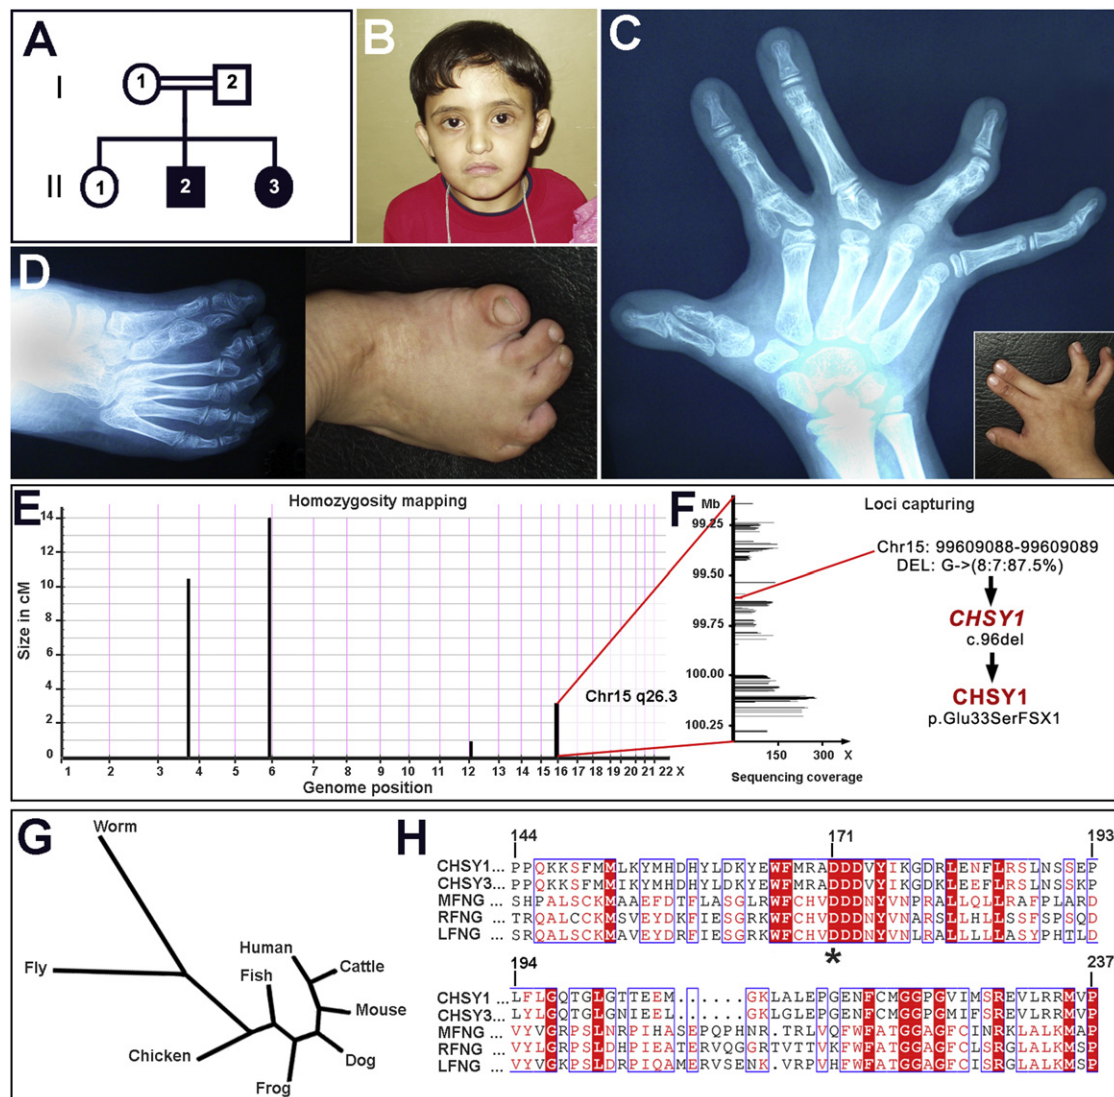 A
I
1
2
II
1
2
3
B
C
D
E
Homozygosity mapping
Size in cM
14
12
10
8
6
4
2
0
1 2 3 4 5 6 7 8 9 10 11 12 13 14 15 16 17 18 19 20 21 22 X
Genome position
Chr15 q26.3
F
Mb
Loci capturing
99.25
99.50
99.75
100.00
100.25
150 300 X
Sequencing coverage
Chr15: 99609088-99609089
DEL: G->(8:7:87.5%)
CHSY1
c.96del
CHSY1
p.Glu33SerFSX1
G
Worm
Fly
Human
Fish
Cattle
Mouse
Dog
Frog
Chicken
H
144 171 193
CHSY1... PPQKKSFMMLKYMHDHYLDKYEWFMRADDDVYIKGDRLENFLRSLNSSEP
CHSY3... PPQKKSFMMIKYMHDHYLDKYEWFMRADDDVYIKGDKLEEFLRSLNSSKP
MFNG ... SHPALSCKMAAEFDTFLASGLRWFCHVDDDNYVNPRALLQLLRAFPLARD
RFNG ... TRQALCCKMSVEYDKFIESGRKWFCHVDDDNYVNARSLLHLLSSFSPSQD
LFNG ... SRQALSCKMAVEYDRFIESGRKWFCHVDDDNYVNLRALLLLLASYPHTLD
*
194 237
CHSY1 ... LFLGQTGLGTTEEM......GKLALEPGENFCMGGPGVIMSREVLRRMVP
CHSY3... LYLGQTGLGNIEEL......GKLGLEPGENFCMGGPGMIFSREVLRRMVP
MFNG ... VYVGRPSLNRPIHASEPQPHNR.TRLVQFWFATGGAGFCINRKLALKMAP
RFNG ... VYLGRPSLDHPIEATERVQGGRTVTTVKFWFATGGAGFCLSRGLALKMSP
LFNG ... VYVGKPSLDRPIQAMERVSENK.VRPVHFWFATGGAGFCISRGLALKMSP